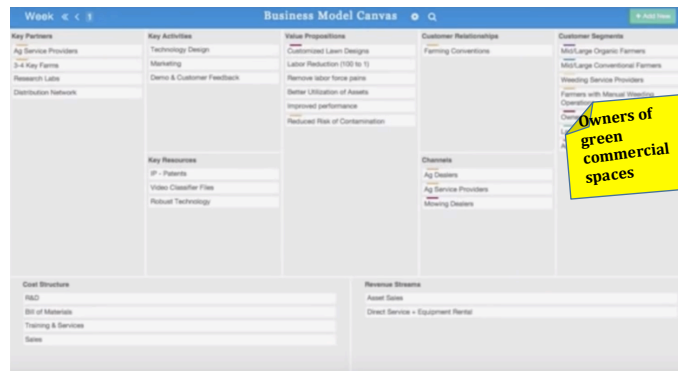 Week « < 1
Business Model Canvas
+ Add New
Key Partners
Ag Service Providers
3-4 Key Farms
Research Labs
Distribution Network
Key Activities
Technology Design
Marketing
Demo & Customer Feedback
Key Resources
IP - Patents
Video Classifier Files
Robust Technology
Value Propositions
Customized Lawn Designs
Labor Reduction (100 to 1)
Remove labor force pains
Better Utilization of Assets
Improved performance
Reduced Risk of Contamination
Customer Relationships
Farming Conventions
Channels
Ag Dealers
Ag Service Providers
Mowing Dealers
Customer Segments
Mid/Large Organic Farmers
Mid/Large Conventional Farmers
Weeding Service Providers
Farmers with Manual Weeding
Operations
Owners of
green
commercial
spaces
Cost Structure
R&D
Bill of Materials
Training & Services
Sales
Revenue Streams
Asset Sales
Direct Service + Equipment Rental